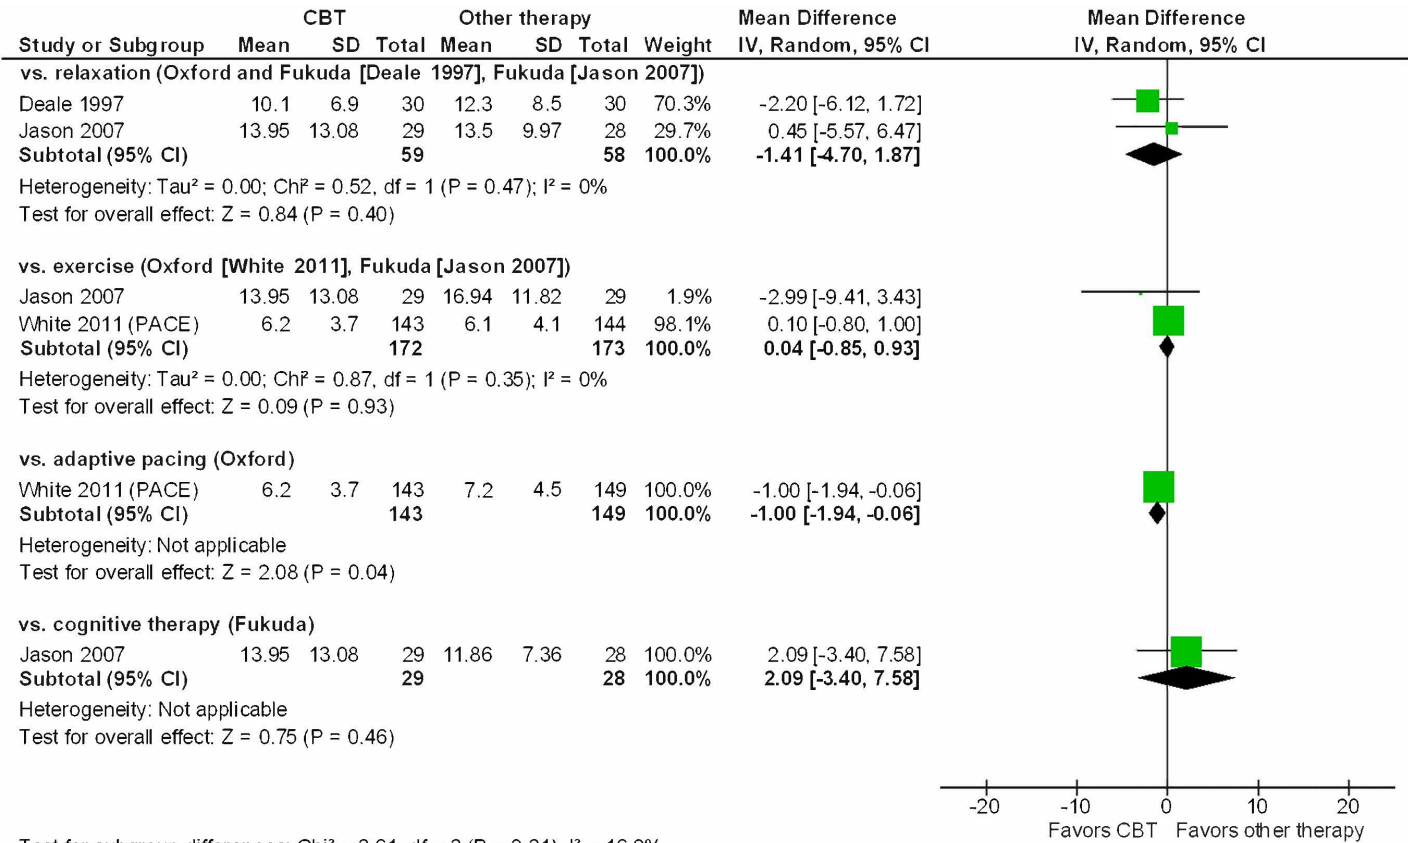 CBT Other therapy Mean Difference Mean Difference
Study or Subgroup Mean SD Total Mean SD Total Weight IV, Random, 95% CI IV, Random, 95% CI
vs. relaxation (Oxford and Fukuda [Deale 1997], Fukuda [Jason 2007])
Deale 1997 10.1 6.9 30 12.3 8.5 30 70.3% -2.20 [-6.12, 1.72]
Jason 2007 13.95 13.08 29 13.5 9.97 28 29.7% 0.45 [-5.57, 6.47]
Subtotal (95% CI) 59 58 100.0% -1.41 [-4.70, 1.87]
Heterogeneity: Tau² = 0.00; Chi² = 0.52, df = 1 (P = 0.47); I² = 0%
Test for overall effect: Z = 0.84 (P = 0.40)
vs. exercise (Oxford [White 2011], Fukuda [Jason 2007])
Jason 2007 13.95 13.08 29 16.94 11.82 29 1.9% -2.99 [-9.41, 3.43]
White 2011 (PACE) 6.2 3.7 143 6.1 4.1 144 98.1% 0.10 [-0.80, 1.00]
Subtotal (95% CI) 172 173 100.0% 0.04 [-0.85, 0.93]
Heterogeneity: Tau² = 0.00; Chi² = 0.87, df = 1 (P = 0.35); I² = 0%
Test for overall effect: Z = 0.09 (P = 0.93)
vs. adaptive pacing (Oxford)
White 2011 (PACE) 6.2 3.7 143 7.2 4.5 149 100.0% -1.00 [-1.94, -0.06]
Subtotal (95% CI) 143 149 100.0% -1.00 [-1.94, -0.06]
Heterogeneity: Not applicable
Test for overall effect: Z = 2.08 (P = 0.04)
vs. cognitive therapy (Fukuda)
Jason 2007 13.95 13.08 29 11.86 7.36 28 100.0% 2.09 [-3.40, 7.58]
Subtotal (95% CI) 29 28 100.0% 2.09 [-3.40, 7.58]
Heterogeneity: Not applicable
Test for overall effect: Z = 0.75 (P = 0.46)
-20 -10 0 10 20
Favors CBT Favors other therapy